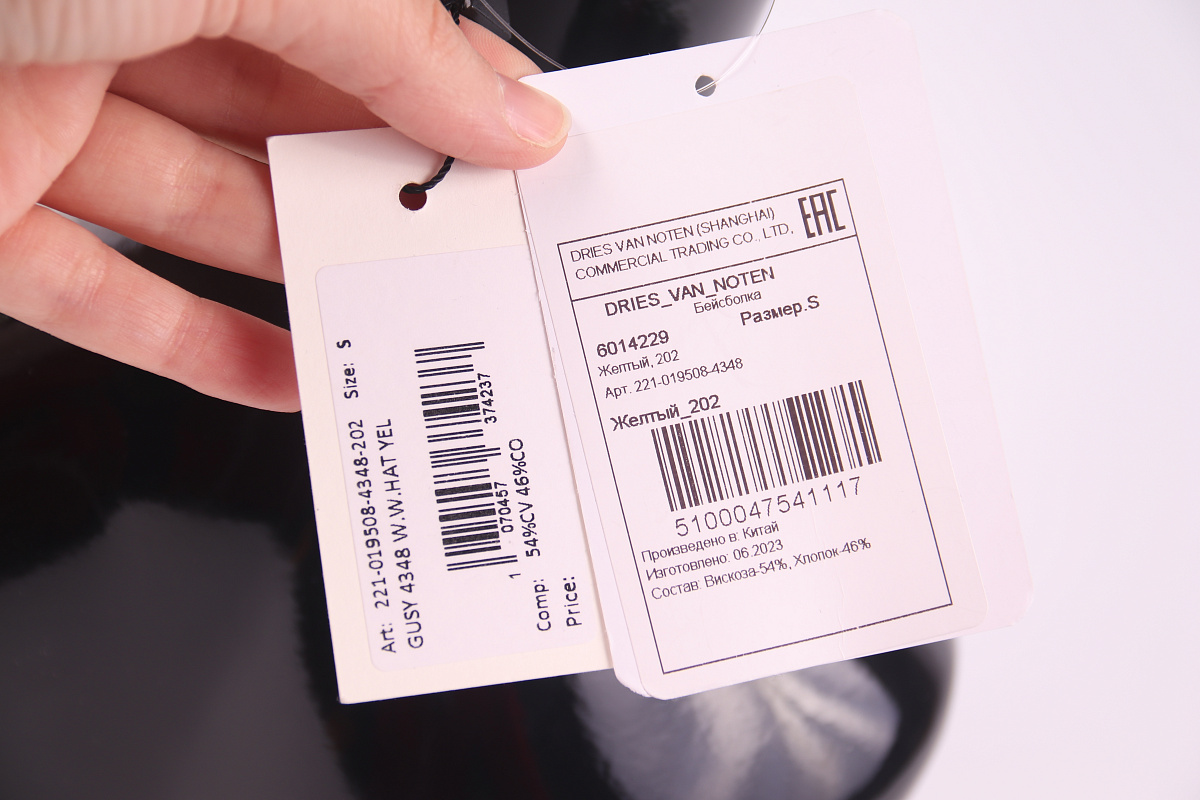 Art: 221-019508-4348-202 Size: S
GUSY 4348 W.W.HAT YEL
1 070457 374237
Comp: 54%CV 46%CO
Price:
DRIES VAN NOTEN (SHANGHAI)
COMMERCIAL TRADING CO., LTD,
EAC
DRIES_VAN_NOTEN
Бейсболка
Размер.S
6014229
Желтый, 202
Арт. 221-019508-4348
Желтый_202
5100047541117
Произведено в: Китай
Изготовлено: 06.2023
Состав: Вискоза-54%, Хлопок-46%